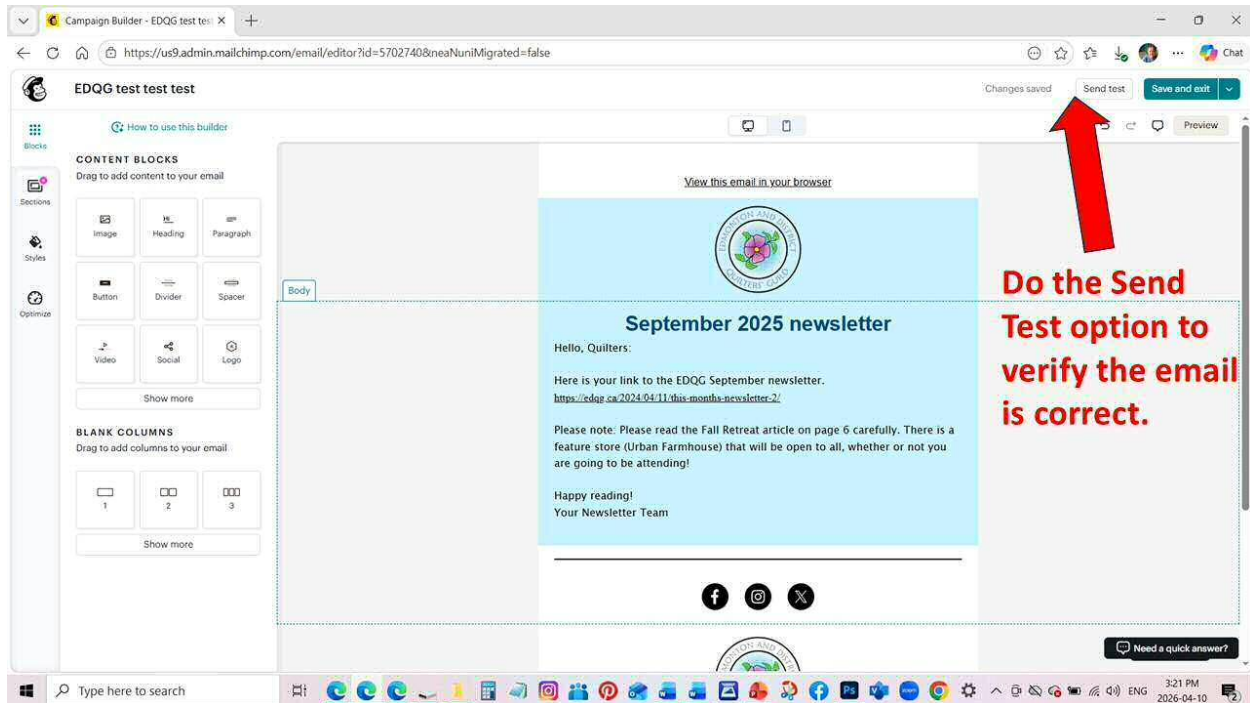 Campaign Builder - EDQG test tes
https://us9.admin.mailchimp.com/email/editor?id=5702740&neaNuniMigrated=false
Chat
EDQG test test test
Changes saved
Send test
Save and exit
How to use this builder
Preview
Blocks
Sections
Styles
Optimize
CONTENT BLOCKS
Drag to add content to your email
Image
Heading
Paragraph
Button
Divider
Spacer
Video
Social
Logo
Show more
BLANK COLUMNS
Drag to add columns to your email
1
2
3
Show more
View this email in your browser
EDMONTON AND DISTRICT
QUILTERS' GUILD
Body
September 2025 newsletter
Hello, Quilters:
Here is your link to the EDQG September newsletter.
https://edqg.ca/2024/04/11/this-months-newsletter-2/
Please note: Please read the Fall Retreat article on page 6 carefully. There is a
feature store (Urban Farmhouse) that will be open to all, whether or not you
are going to be attending!
Happy reading!
Your Newsletter Team
Do the Send
Test option to
verify the email
is correct.
Need a quick answer?
Type here to search
ENG
3:21 PM
2026-04-10